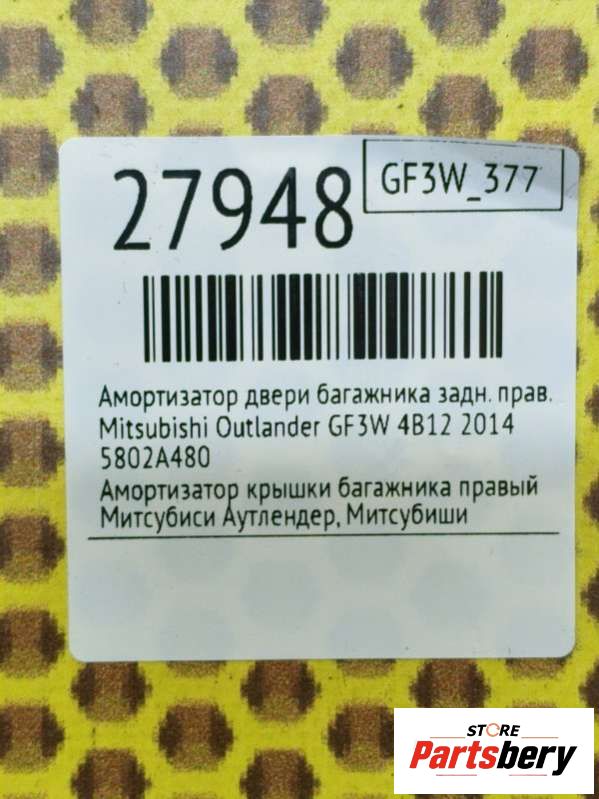 27948
GF3W_377
Амортизатор двери багажника задн. прав.
Mitsubishi Outlander GF3W 4B12 2014
5802A480
Амортизатор крышки багажника правый
Митсубиси Аутлендер, Митсубиши
STORE
Partsbery